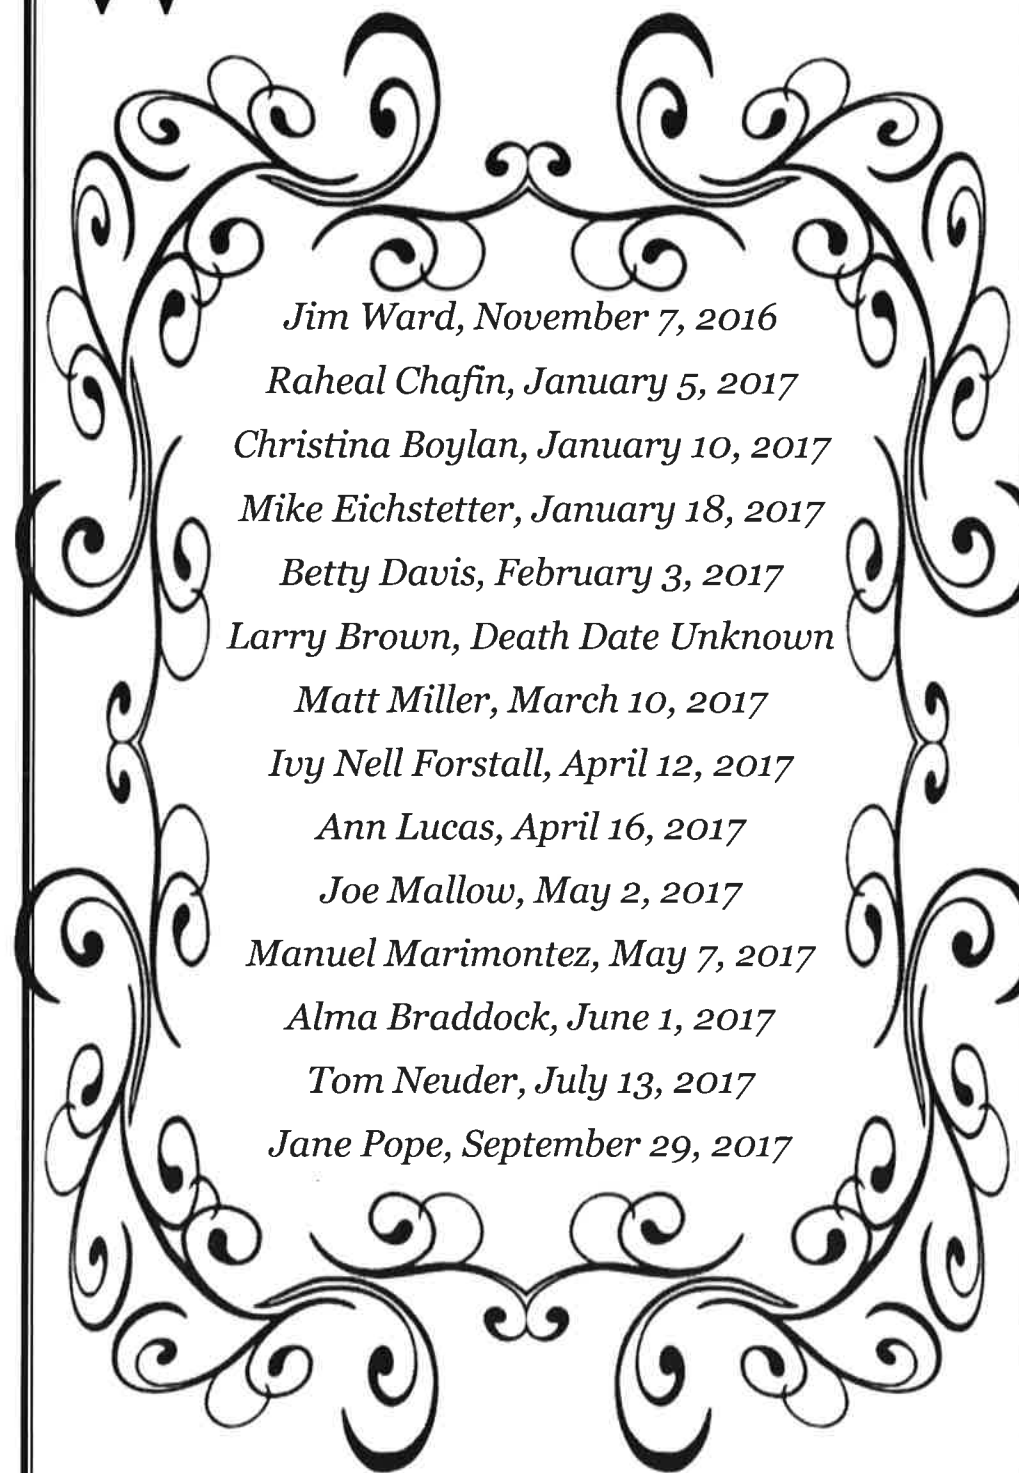 Jim Ward, November 7, 2016
Raheal Chafin, January 5, 2017
Christina Boylan, January 10, 2017
Mike Eichstetter, January 18, 2017
Betty Davis, February 3, 2017
Larry Brown, Death Date Unknown
Matt Miller, March 10, 2017
Ivy Nell Forstall, April 12, 2017
Ann Lucas, April 16, 2017
Joe Mallow, May 2, 2017
Manuel Marimontez, May 7, 2017
Alma Braddock, June 1, 2017
Tom Neuder, July 13, 2017
Jane Pope, September 29, 2017